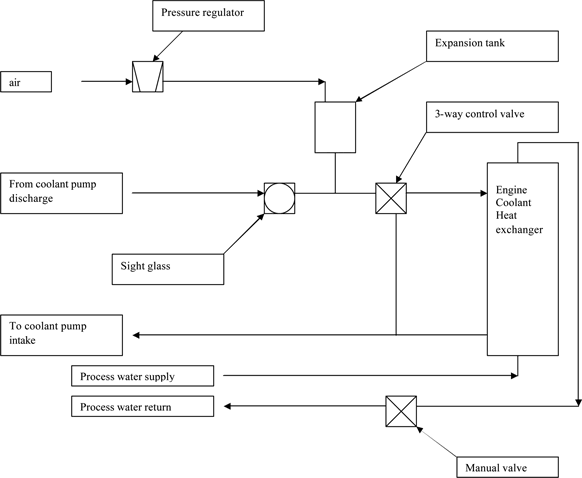 Pressure regulator
Expansion tank
air
3-way control valve
From coolant pump
discharge
Engine
Coolant
Heat
exchanger
Sight glass
To coolant pump
intake
Process water supply
Process water return
Manual valve